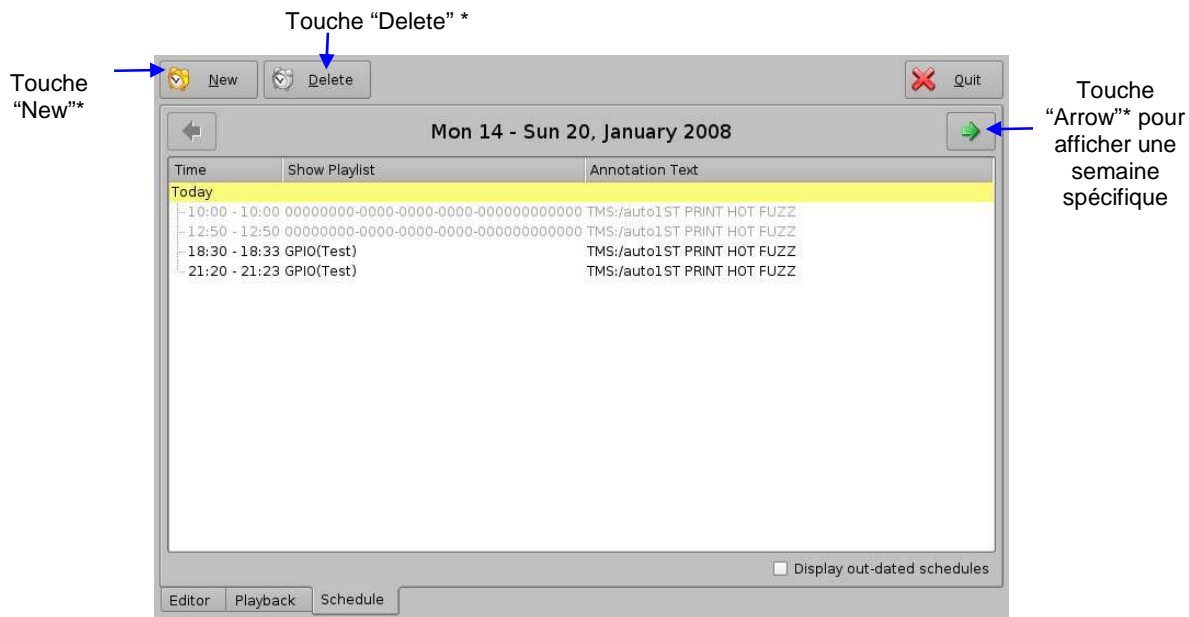 Touche “Delete” *
Touche
“New”*
New
Delete
Quit
Touche
“Arrow”* pour
afficher une
semaine
spécifique
Mon 14 - Sun 20, January 2008
Time Show Playlist Annotation Text
Today
10:00 - 10:00 00000000-0000-0000-0000-000000000000 TMS:/auto1ST PRINT HOT FUZZ
12:50 - 12:50 00000000-0000-0000-0000-000000000000 TMS:/auto1ST PRINT HOT FUZZ
18:30 - 18:33 GPIO(Test) TMS:/auto1ST PRINT HOT FUZZ
21:20 - 21:23 GPIO(Test) TMS:/auto1ST PRINT HOT FUZZ
Display out-dated schedules
Editor Playback Schedule